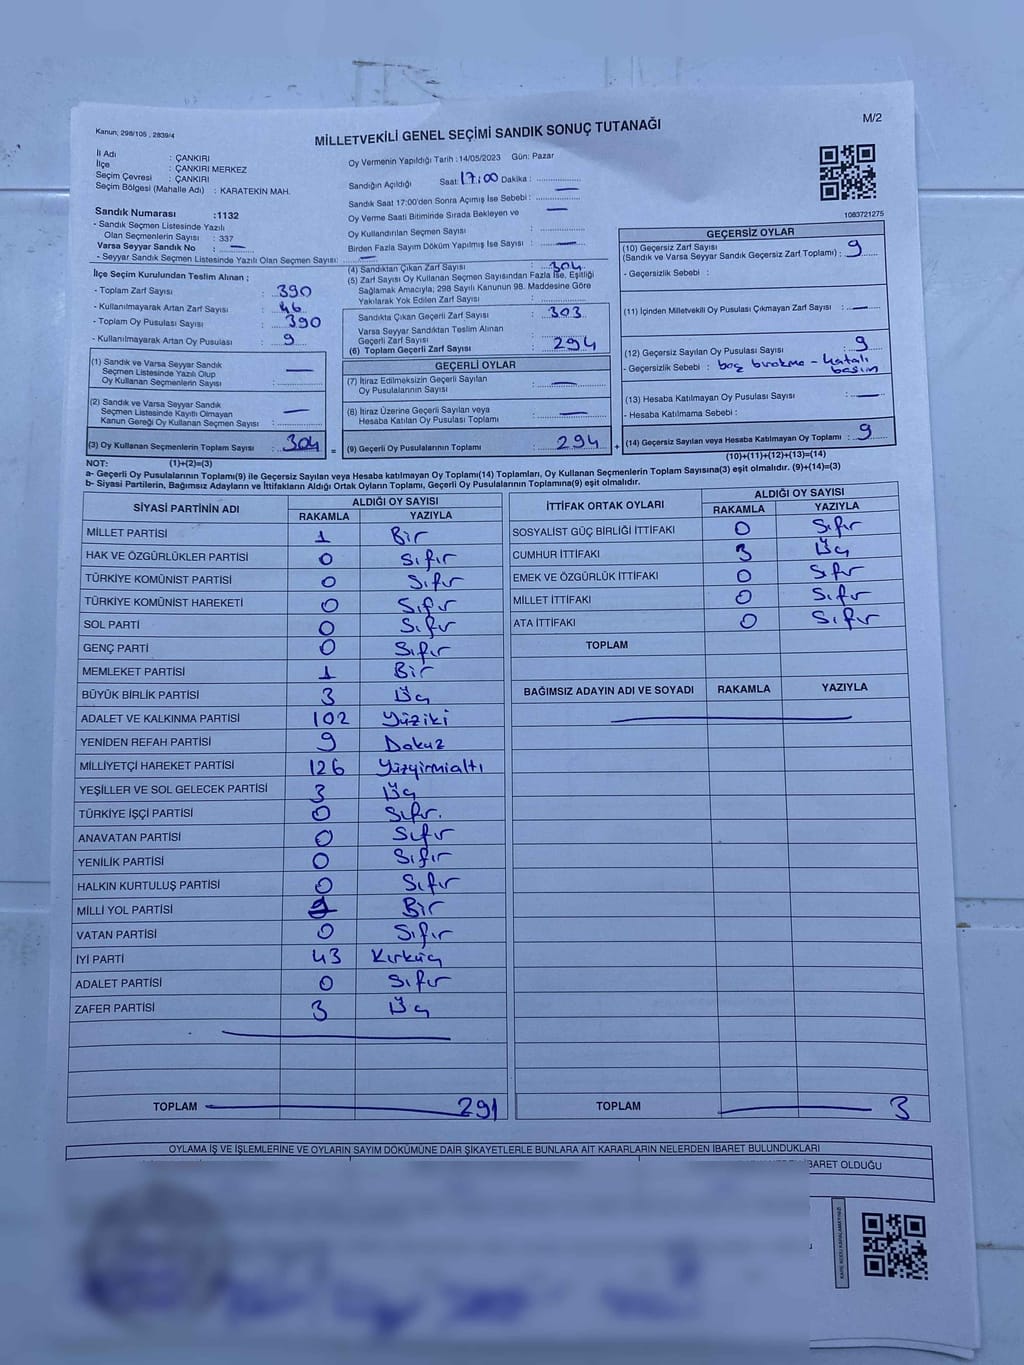 Kanun, 298/105 , 2839/4
M/2
MİLLETVEKİLİ GENEL SEÇİMİ SANDIK SONUÇ TUTANAĞI
İl Adı : ÇANKIRI
İlçe : ÇANKIRI MERKEZ
Seçim Çevresi : ÇANKIRI
Seçim Bölgesi (Mahalle Adı) : KARATEKIN MAH.
Sandık Numarası :1132
- Sandık Seçmen Listesinde Yazılı
Olan Seçmenlerin Sayısı : 337
Varsa Seyyar Sandık No : —
- Seyyar Sandık Seçmen Listesinde Yazılı Olan Seçmen Sayısı: —
İlçe Seçim Kurulundan Teslim Alınan ;
- Toplam Zarf Sayısı : 390
- Kullanılmayarak Artan Zarf Sayısı : 46
- Toplam Oy Pusulası Sayısı : 390
- Kullanılmayarak Artan Oy Pusulası : 9
(1) Sandık ve Varsa Seyyar Sandık
Seçmen Listesinde Yazılı Olup
Oy Kullanan Seçmenlerin Sayısı : —
(2) Sandık ve Varsa Seyyar Sandık
Seçmen Listesinde Kayıtlı Olmayan
Kanun Gereği Oy Kullanan Seçmen Sayısı : —
(3) Oy Kullanan Seçmenlerin Toplam Sayısı : 304
Oy Vermenin Yapıldığı Tarih : 14/05/2023 Gün: Pazar
Sandığın Açıldığı Saat: 17:00 Dakika :
Sandık Saat 17:00'den Sonra Açılmış İse Sebebi : —
Oy Verme Saati Bitiminde Sırada Bekleyen ve —
Oy Kullandırılan Seçmen Sayısı :
Birden Fazla Sayım Döküm Yapılmış İse Sayısı : —
(4) Sandıktan Çıkan Zarf Sayısı : 304
(5) Zarf Sayısı Oy Kullanan Seçmen Sayısından Fazla İse, Eşitliği
Sağlamak Amacıyla; 298 Sayılı Kanunun 98. Maddesine Göre
Yakılarak Yok Edilen Zarf Sayısı :
Sandıkta Çıkan Geçerli Zarf Sayısı : 303
Varsa Seyyar Sandıktan Teslim Alınan
Geçerli Zarf Sayısı :
(6) Toplam Geçerli Zarf Sayısı : 294
GEÇERLİ OYLAR
(7) İtiraz Edilmeksizin Geçerli Sayılan
Oy Pusulalarının Sayısı : —
(8) İtiraz Üzerine Geçerli Sayılan veya
Hesaba Katılan Oy Pusulası Toplamı : —
= (9) Geçerli Oy Pusulalarının Toplamı : 294 +
1083721275
GEÇERSİZ OYLAR
(10) Geçersiz Zarf Sayısı
(Sandık ve Varsa Seyyar Sandık Geçersiz Zarf Toplamı) : 9
- Geçersizlik Sebebi :
(11) İçinden Milletvekili Oy Pusulası Çıkmayan Zarf Sayısı : —
(12) Geçersiz Sayılan Oy Pusulası Sayısı : 9
- Geçersizlik Sebebi : boş bırakma - hatalı
basım
(13) Hesaba Katılmayan Oy Pusulası Sayısı : —
- Hesaba Katılmama Sebebi :
(14) Geçersiz Sayılan veya Hesaba Katılmayan Oy Toplamı : 9
NOT: (1)+(2)=(3)
(10)+(11)+(12)+(13)=(14)
a- Geçerli Oy Pusulalarının Toplamı(9) ile Geçersiz Sayılan veya Hesaba katılmayan Oy Toplamı(14) Toplamları, Oy Kullanan Seçmenlerin Toplam Sayısına(3) eşit olmalıdır. (9)+(14)=(3)
b- Siyasi Partilerin, Bağımsız Adayların ve İttifakların Aldığı Ortak Oyların Toplamı, Geçerli Oy Pusulalarının Toplamına(9) eşit olmalıdır.
SİYASİ PARTİNİN ADI ALDIĞI OY SAYISI
RAKAMLA YAZIYLA
MİLLET PARTİSİ 1 Bir
HAK VE ÖZGÜRLÜKLER PARTİSİ 0 Sıfır
TÜRKİYE KOMÜNİST PARTİSİ 0 Sıfır
TÜRKİYE KOMÜNİST HAREKETİ 0 Sıfır
SOL PARTİ 0 Sıfır
GENÇ PARTİ 0 Sıfır
MEMLEKET PARTİSİ 1 Bir
BÜYÜK BİRLİK PARTİSİ 3 Üç
ADALET VE KALKINMA PARTİSİ 102 Yüziki
YENİDEN REFAH PARTİSİ 9 Dokuz
MİLLİYETÇİ HAREKET PARTİSİ 126 Yüzyirmialtı
YEŞİLLER VE SOL GELECEK PARTİSİ 3 Üç
TÜRKİYE İŞÇİ PARTİSİ 0 Sıfır.
ANAVATAN PARTİSİ 0 Sıfır
YENİLİK PARTİSİ 0 Sıfır
HALKIN KURTULUŞ PARTİSİ 0 Sıfır
MİLLİ YOL PARTİSİ 1 Bir
VATAN PARTİSİ 0 Sıfır
İYİ PARTİ 43 Kırküç
ADALET PARTİSİ 0 Sıfır
ZAFER PARTİSİ 3 Üç
TOPLAM 291
İTTİFAK ORTAK OYLARI ALDIĞI OY SAYISI
RAKAMLA YAZIYLA
SOSYALİST GÜÇ BİRLİĞİ İTTİFAKI 0 Sıfır
CUMHUR İTTİFAKI 3 Üç
EMEK VE ÖZGÜRLÜK İTTİFAKI 0 Sıfır
MİLLET İTTİFAKI 0 Sıfır
ATA İTTİFAKI 0 Sıfır
TOPLAM
BAĞIMSIZ ADAYIN ADI VE SOYADI RAKAMLA YAZIYLA
TOPLAM 3
OYLAMA İŞ VE İŞLEMLERİNE VE OYLARIN SAYIM DÖKÜMÜNE DAİR ŞİKAYETLERLE BUNLARA AİT KARARLARIN NELERDEN İBARET BULUNDUKLARI
İBARET OLDUĞU